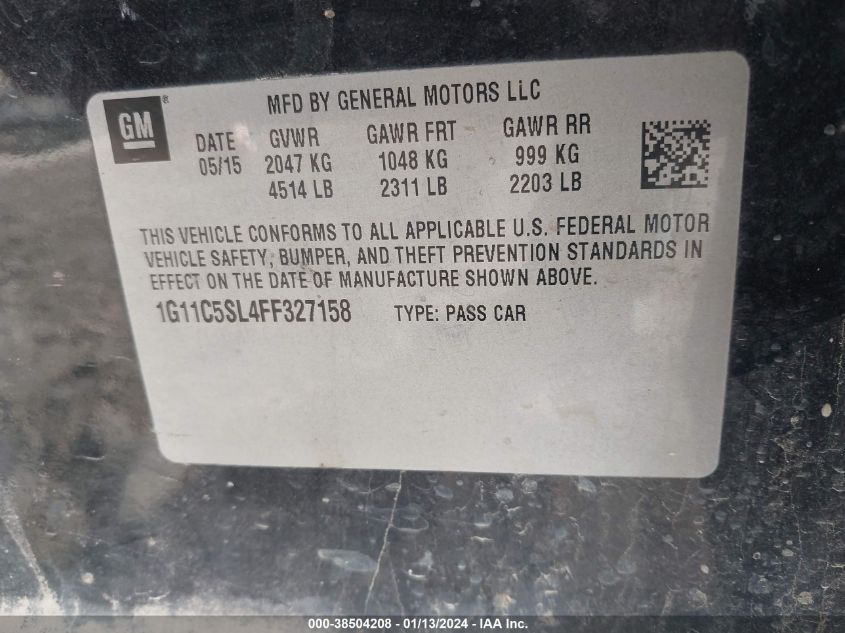 GM®
MFD BY GENERAL MOTORS LLC
DATE GVWR GAWR FRT GAWR RR
05/15 2047 KG 1048 KG 999 KG
4514 LB 2311 LB 2203 LB
THIS VEHICLE CONFORMS TO ALL APPLICABLE U.S. FEDERAL MOTOR
VEHICLE SAFETY, BUMPER, AND THEFT PREVENTION STANDARDS IN
EFFECT ON THE DATE OF MANUFACTURE SHOWN ABOVE.
1G11C5SL4FF327158 TYPE: PASS CAR
000-38504208 - 01/13/2024 - IAA Inc.